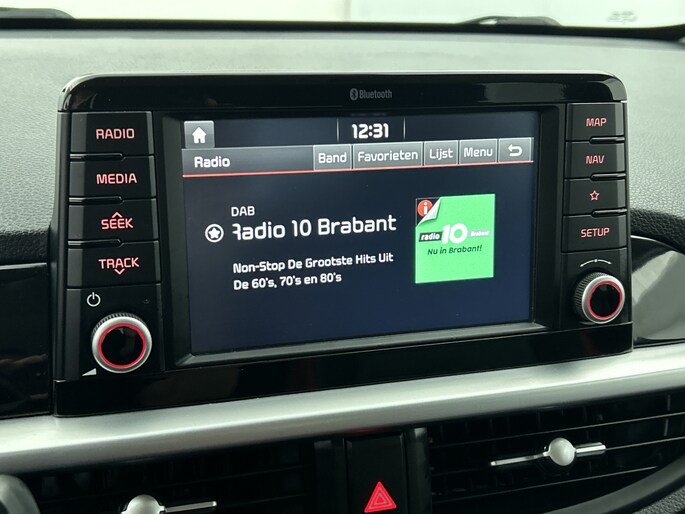 Bluetooth
RADIO
MEDIA
SEEK
TRACK
12:31
Radio
Band
Favorieten
Lijst
Menu
DAB
Radio 10 Brabant
Non-Stop De Grootste Hits Uit
De 60's, 70's en 80's
i
radio 10 Brabant
Nu in Brabant!
MAP
NAV
SETUP